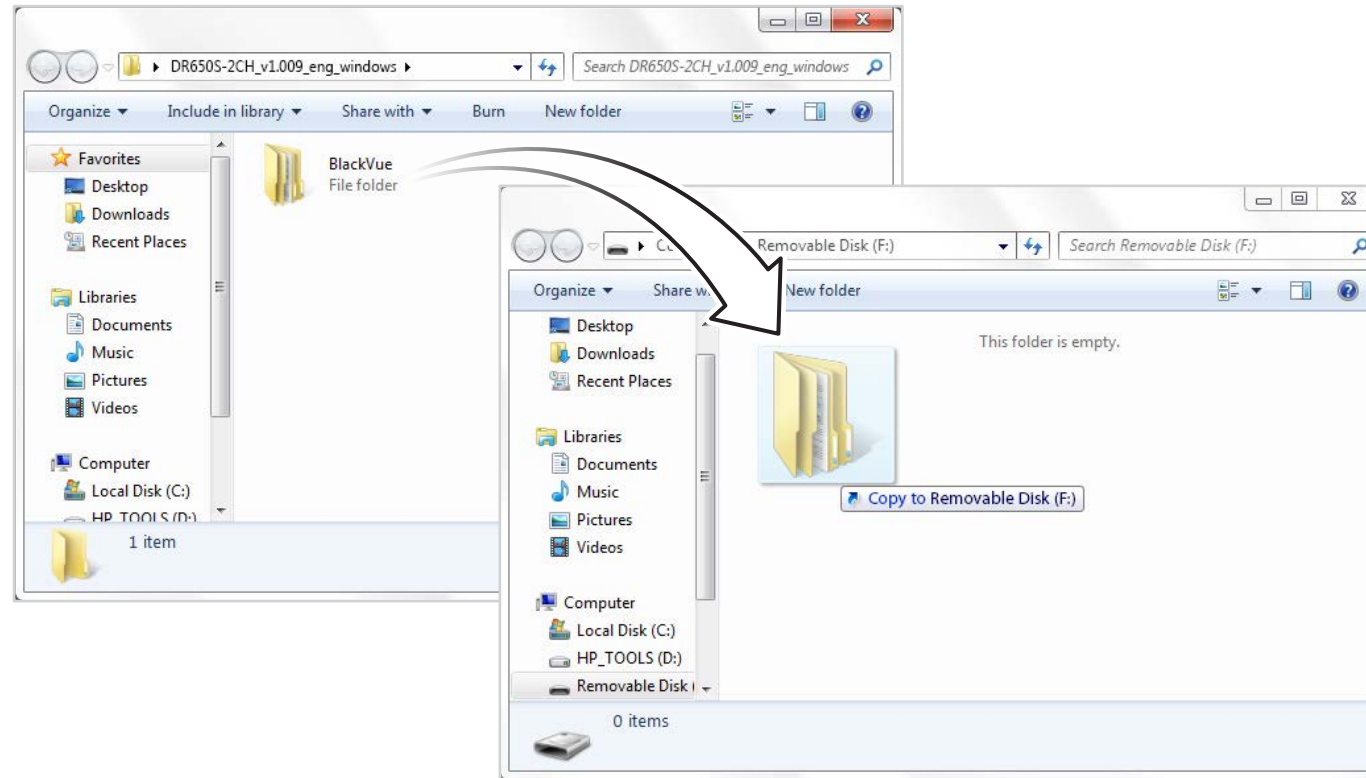 DR650S-2CH_v1.009_eng_windows
Search DR650S-2CH_v1.009_eng_windows
Organize Include in library Share with Burn New folder
Favorites
Desktop
Downloads
Recent Places
Libraries
Documents
Music
Pictures
Videos
Computer
Local Disk (C:)
HP_TOOLS (D:)
BlackVue
File folder
1 item
Removable Disk (F:)
Search Removable Disk (F:)
Organize Share New folder
Desktop
Downloads
Recent Places
Libraries
Documents
Music
Pictures
Videos
Computer
Local Disk (C:)
HP_TOOLS (D:)
Removable Disk (
This folder is empty.
Copy to Removable Disk (F:)
0 items